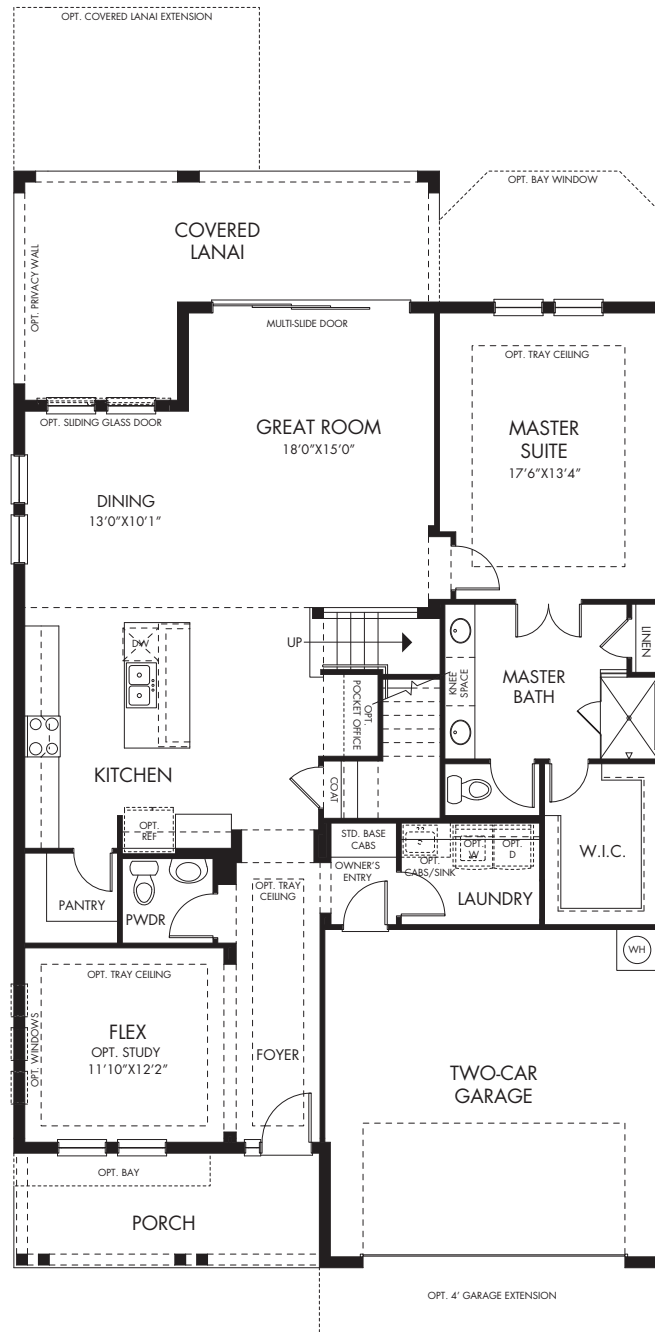 OPT. COVERED LANAI EXTENSION
OPT. BAY WINDOW
COVERED
LANAI
OPT. PRIVACY WALL
MULTI-SLIDE DOOR
OPT. TRAY CEILING
OPT. SLIDING GLASS DOOR
GREAT ROOM
18'0"X15'0"
MASTER
SUITE
17'6"X13'4"
DINING
13'0"X10'1"
UP
DW
KNEE
SPACE
MASTER
BATH
LINEN
OPT.
POCKET OFFICE
KITCHEN
COAT
OPT.
REF
STD. BASE
CABS
OWNER'S
ENTRY
OPT.
CABS/SINK
OPT.
W
OPT.
D
LAUNDRY
W.I.C.
PANTRY
PWDR
OPT. TRAY
CEILING
WH
OPT. TRAY CEILING
OPT. WINDOWS
FLEX
OPT. STUDY
11'10"X12'2"
FOYER
TWO-CAR
GARAGE
OPT. BAY
PORCH
OPT. 4' GARAGE EXTENSION